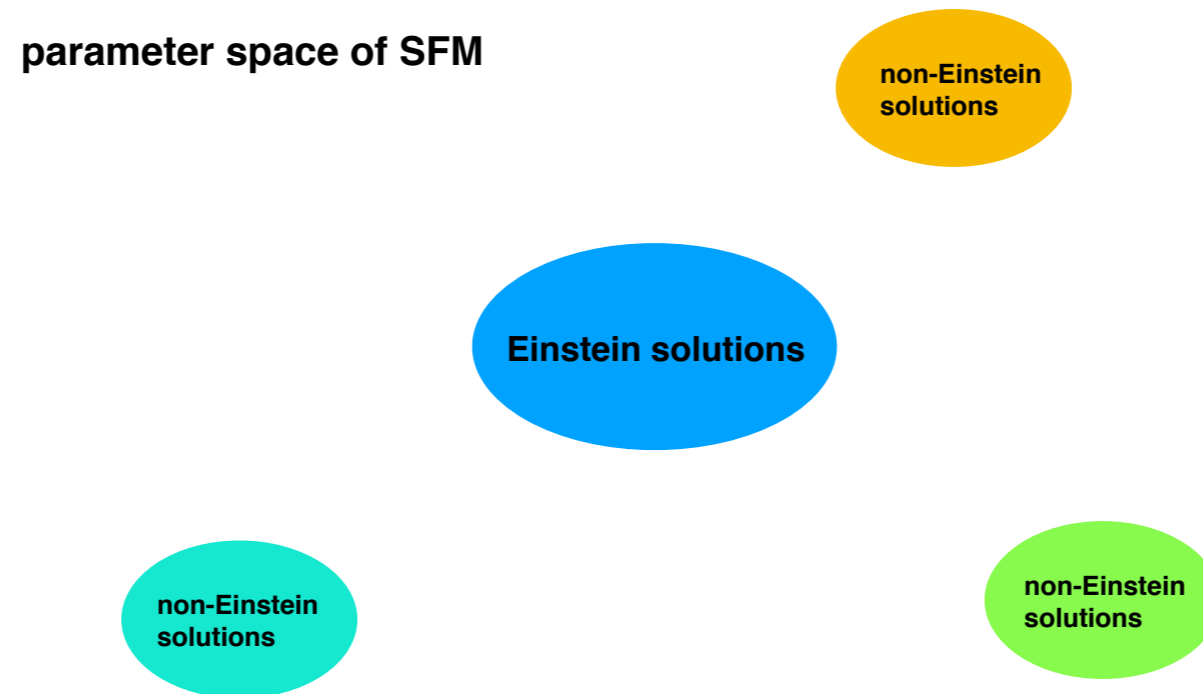 parameter space of SFM
non-Einstein
solutions
Einstein solutions
non-Einstein
solutions
non-Einstein
solutions